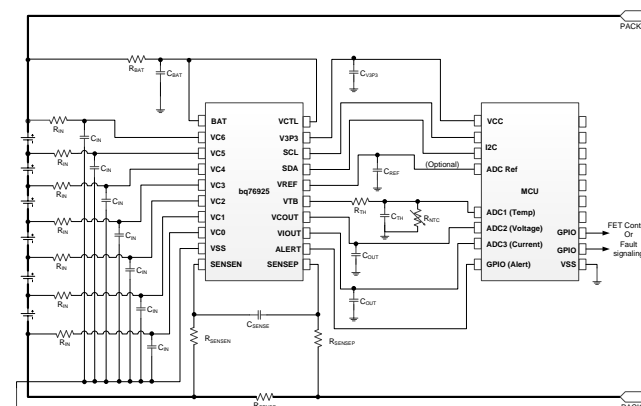 PACK
RBAT
CBAT
CV3P3
BAT
VC6
VC5
VC4
VC3
VC2
VC1
VC0
VSS
SENSEN
bq76925
VCTL
V3P3
SCL
SDA
VREF
VTB
VCOUT
VIOUT
ALERT
SENSEP
VCC
I2C
ADC Ref
MCU
ADC1 (Temp)
ADC2 (Voltage)
ADC3 (Current)
GPIO (Alert)
GPIO
GPIO
VSS
(Optional)
CREF
RTH
CTH
RNTC
COUT
COUT
FET Cont
Or
Fault
signaling
RIN
CIN
RIN
CIN
RIN
CIN
RIN
CIN
RIN
CIN
RIN
CIN
RIN
CIN
CSENSE
RSENSEN
RSENSEP